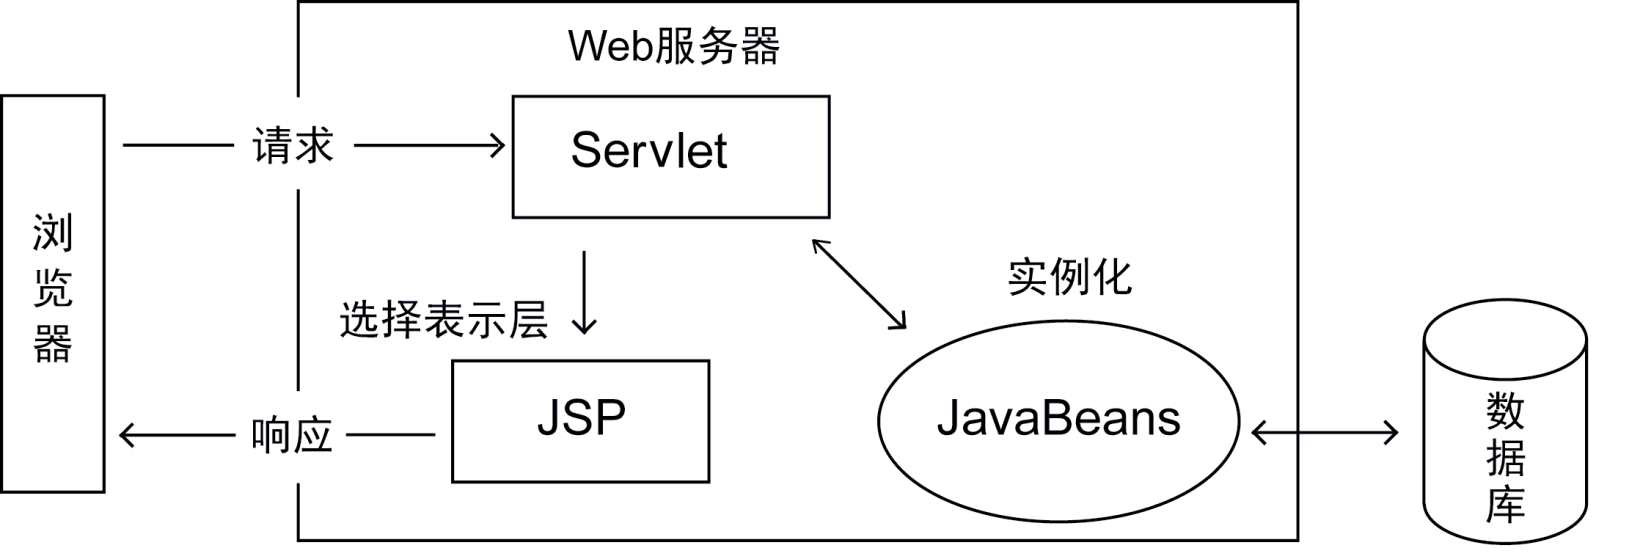 Web服务器
请求
Servlet
浏览器
实例化
选择表示层
JSP
JavaBeans
响应
数据库